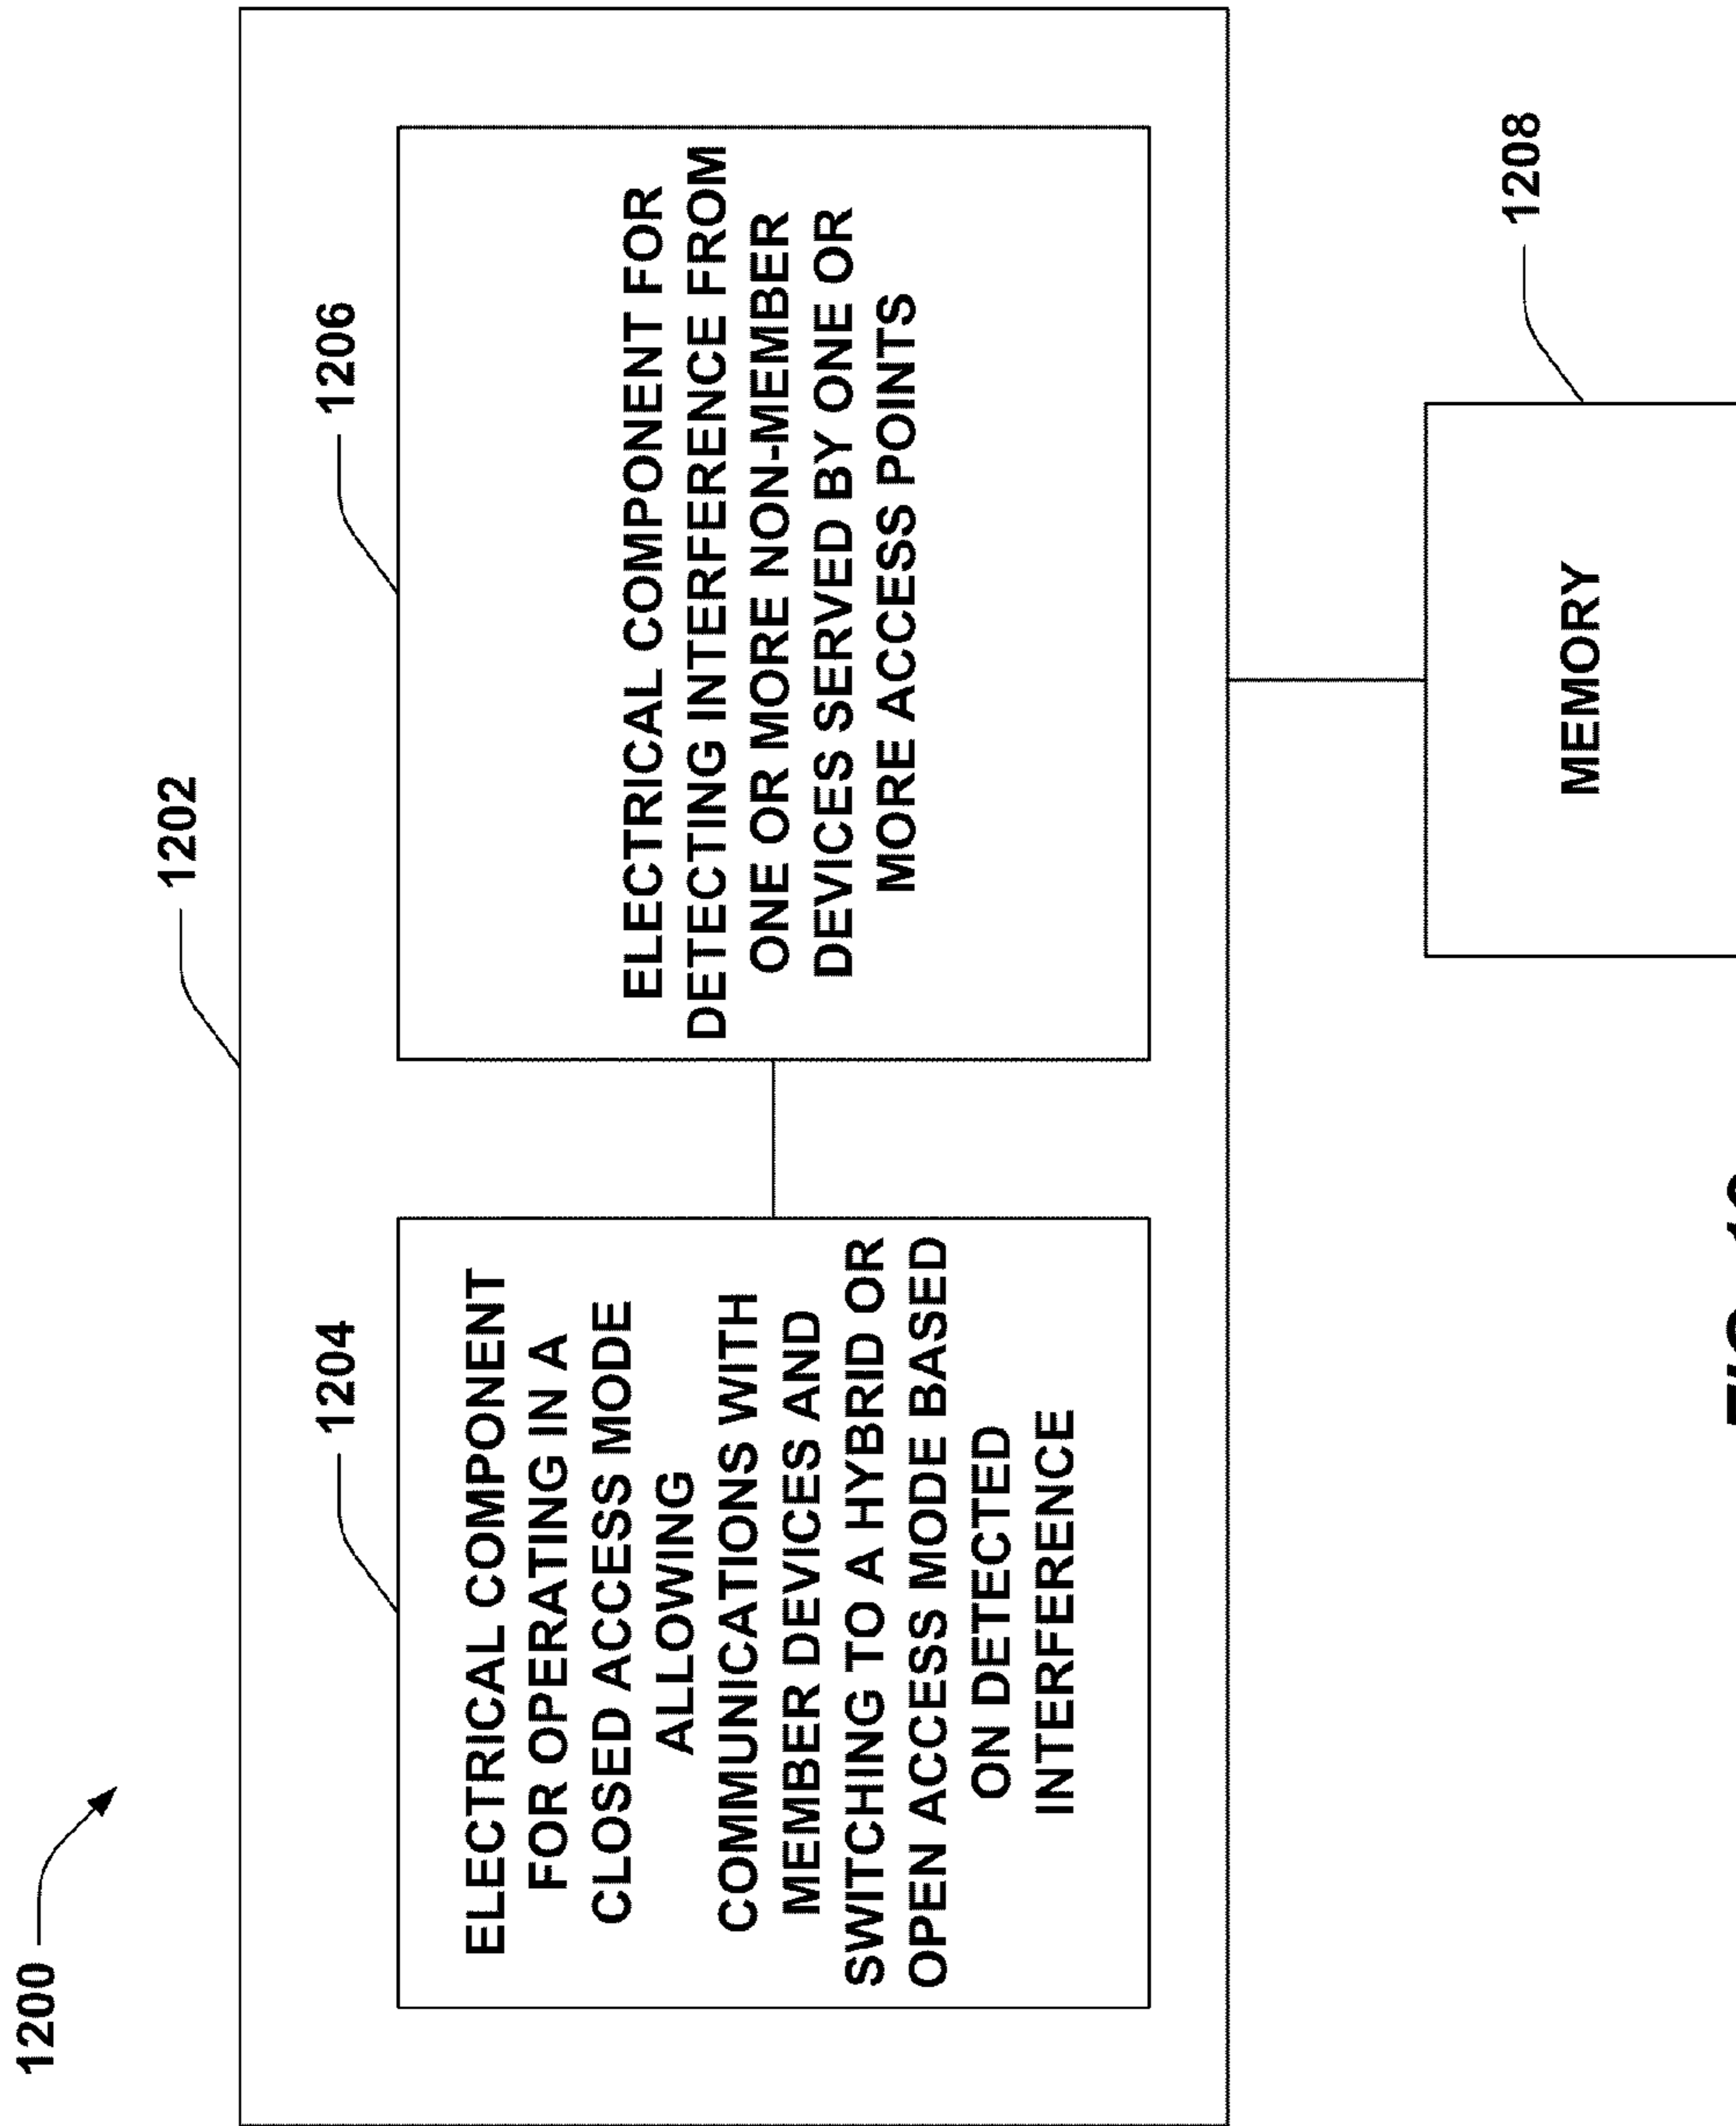 1200
1202
1204
ELECTRICAL COMPONENT
FOR OPERATING IN A
CLOSED ACCESS MODE
ALLOWING
COMMUNICATIONS WITH
MEMBER DEVICES AND
SWITCHING TO A HYBRID OR
OPEN ACCESS MODE BASED
ON DETECTED
INTERFERENCE
1206
ELECTRICAL COMPONENT FOR
DETECTING INTERFERENCE FROM
ONE OR MORE NON-MEMBER
DEVICES SERVED BY ONE OR
MORE ACCESS POINTS
1208
MEMORY